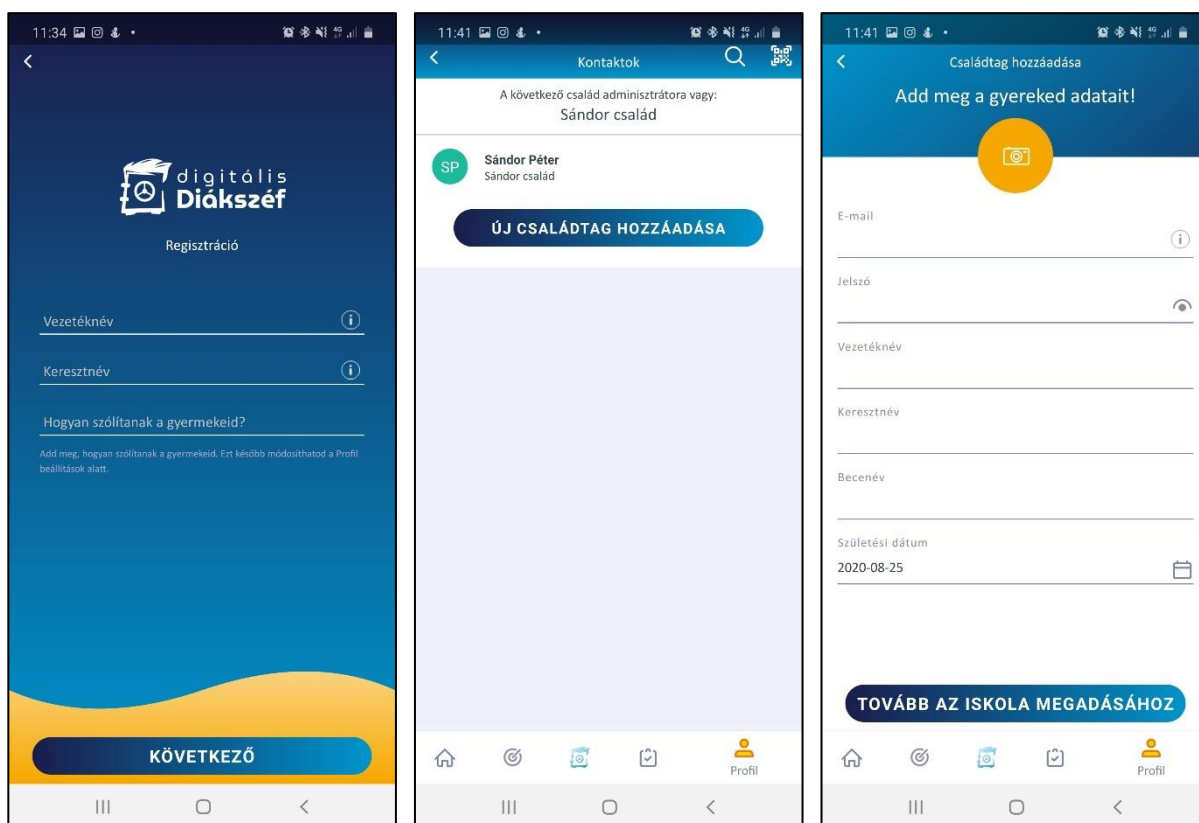 11:34
4G
digitális
Diákszéf
Regisztráció
Vezetéknév
Keresztnév
Hogyan szólítanak a gyermekeid?
Add meg, hogyan szólítanak a gyermekeid. Ezt később módosíthatod a Profil
beállítások alatt.
KÖVETKEZŐ
11:41
4G
Kontaktok
A következő család adminisztrátora vagy:
Sándor család
SP
Sándor Péter
Sándor család
ÚJ CSALÁDTAG HOZZÁADÁSA
Profil
11:41
4G
Családtag hozzáadása
Add meg a gyereked adatait!
E-mail
Jelszó
Vezetéknév
Keresztnév
Becenév
Születési dátum
2020-08-25
TOVÁBB AZ ISKOLA MEGADÁSÁHOZ
Profil